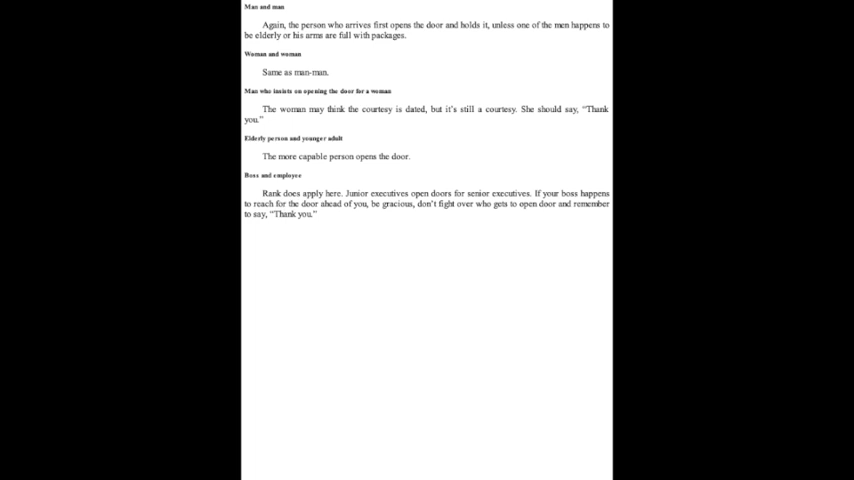 Man and man
Again, the person who arrives first opens the door and holds it, unless one of the men happens to
be elderly or his arms are full with packages.
Woman and woman
Same as man-man.
Man who insists on opening the door for a woman
The woman may think the courtesy is dated, but it’s still a courtesy. She should say, “Thank
you.”
Elderly person and younger adult
The more capable person opens the door.
Boss and employee
Rank does apply here. Junior executives open doors for senior executives. If your boss happens
to reach for the door ahead of you, be gracious, don’t fight over who gets to open door and remember
to say, “Thank you.”